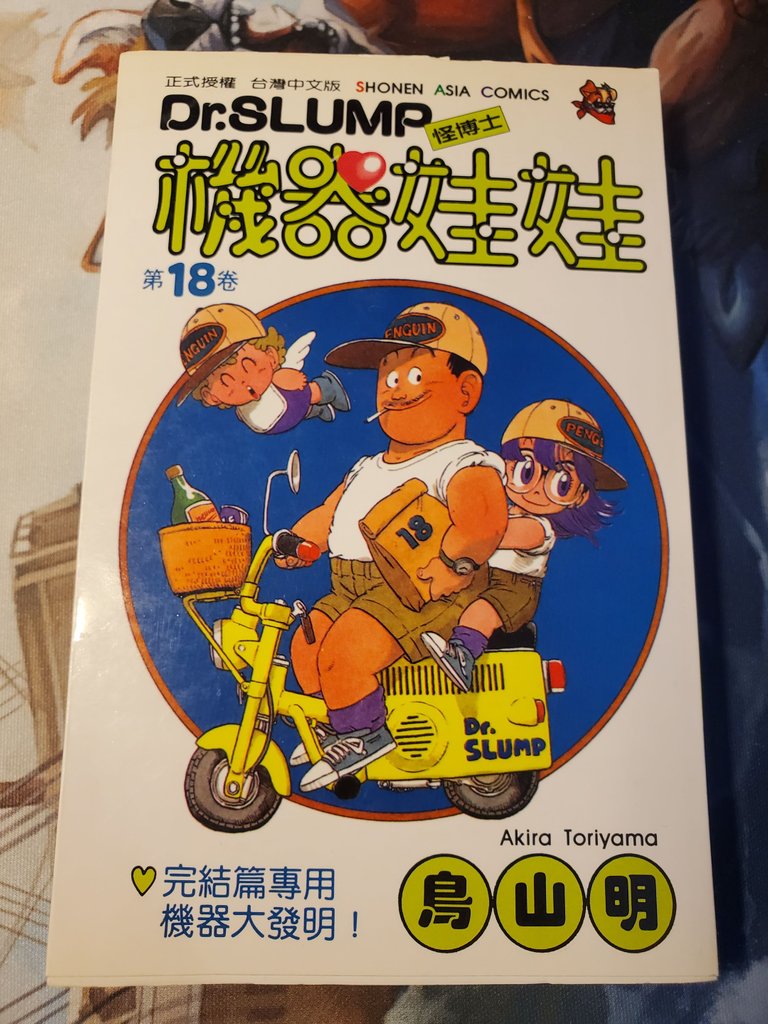 正式授權 台灣中文版 SHONEN ASIA COMICS
Dr.SLUMP 怪博士
機器娃娃
第18卷
PENGUIN
ENGUIN
PENGU
18
Dr.
SLUMP
Akira Toriyama
完結篇專用
機器大發明！
鳥山明